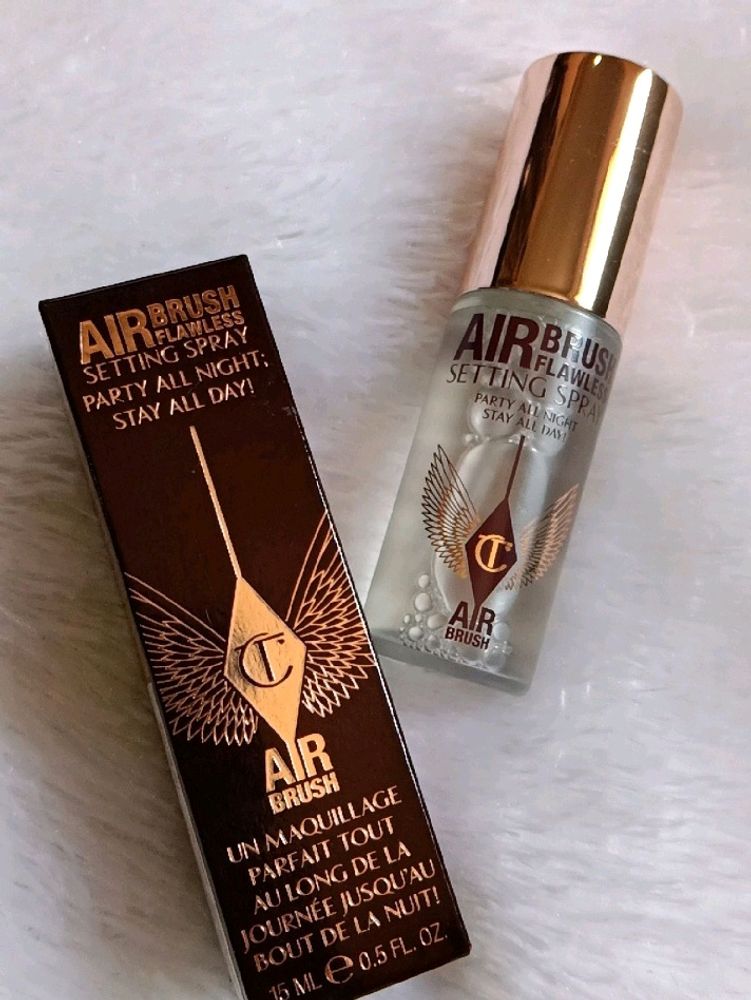 AIRBRUSH
FLAWLESS
SETTING SPRAY
PARTY ALL NIGHT;
STAY ALL DAY!
CT
AIR
BRUSH
UN MAQUILLAGE
PARFAIT TOUT
AU LONG DE LA
JOURNÉE JUSQU'AU
BOUT DE LA NUIT!
15 ML ℮ 0.5 FL. OZ.
AIRBRUSH
FLAWLESS
SETTING SPRAY
PARTY ALL NIGHT
STAY ALL DAY!
CT
AIR
BRUSH